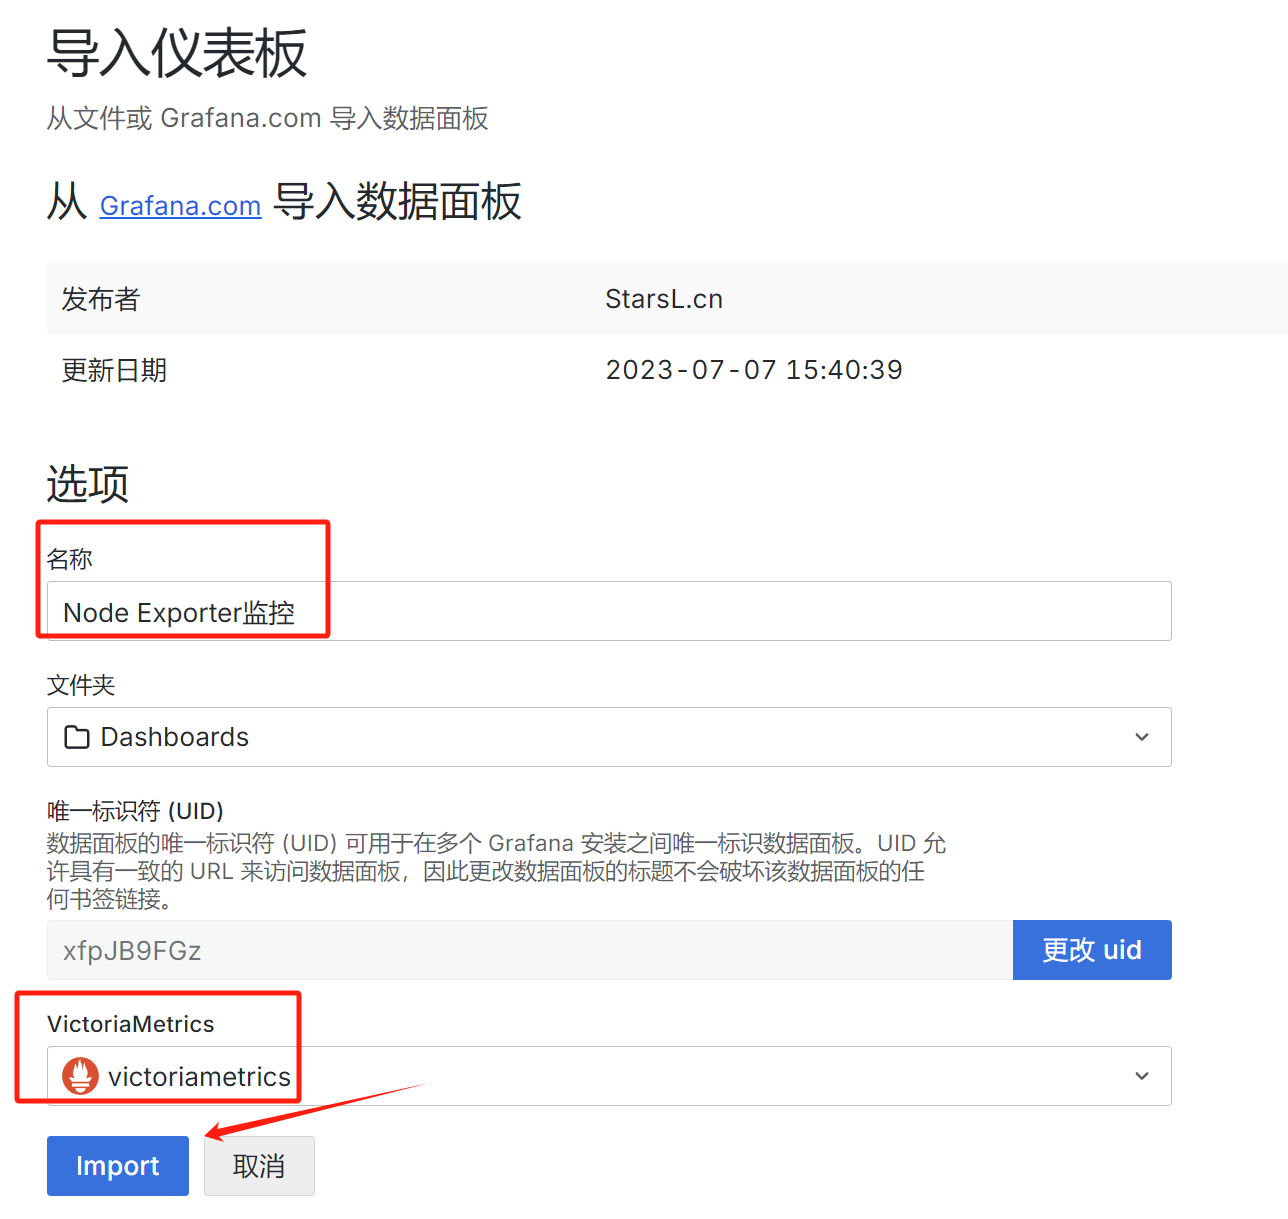 导入仪表板
从文件或 Grafana.com 导入数据面板
从 Grafana.com 导入数据面板
发布者 StarsL.cn
更新日期 2023-07-07 15:40:39
选项
名称
Node Exporter监控
文件夹
Dashboards
唯一标识符 (UID)
数据面板的唯一标识符 (UID) 可用于在多个 Grafana 安装之间唯一标识数据面板。UID 允
许具有一致的 URL 来访问数据面板，因此更改数据面板的标题不会破坏该数据面板的任
何书签链接。
xfpJB9FGz 更改 uid
VictoriaMetrics
victoriametrics
Import 取消